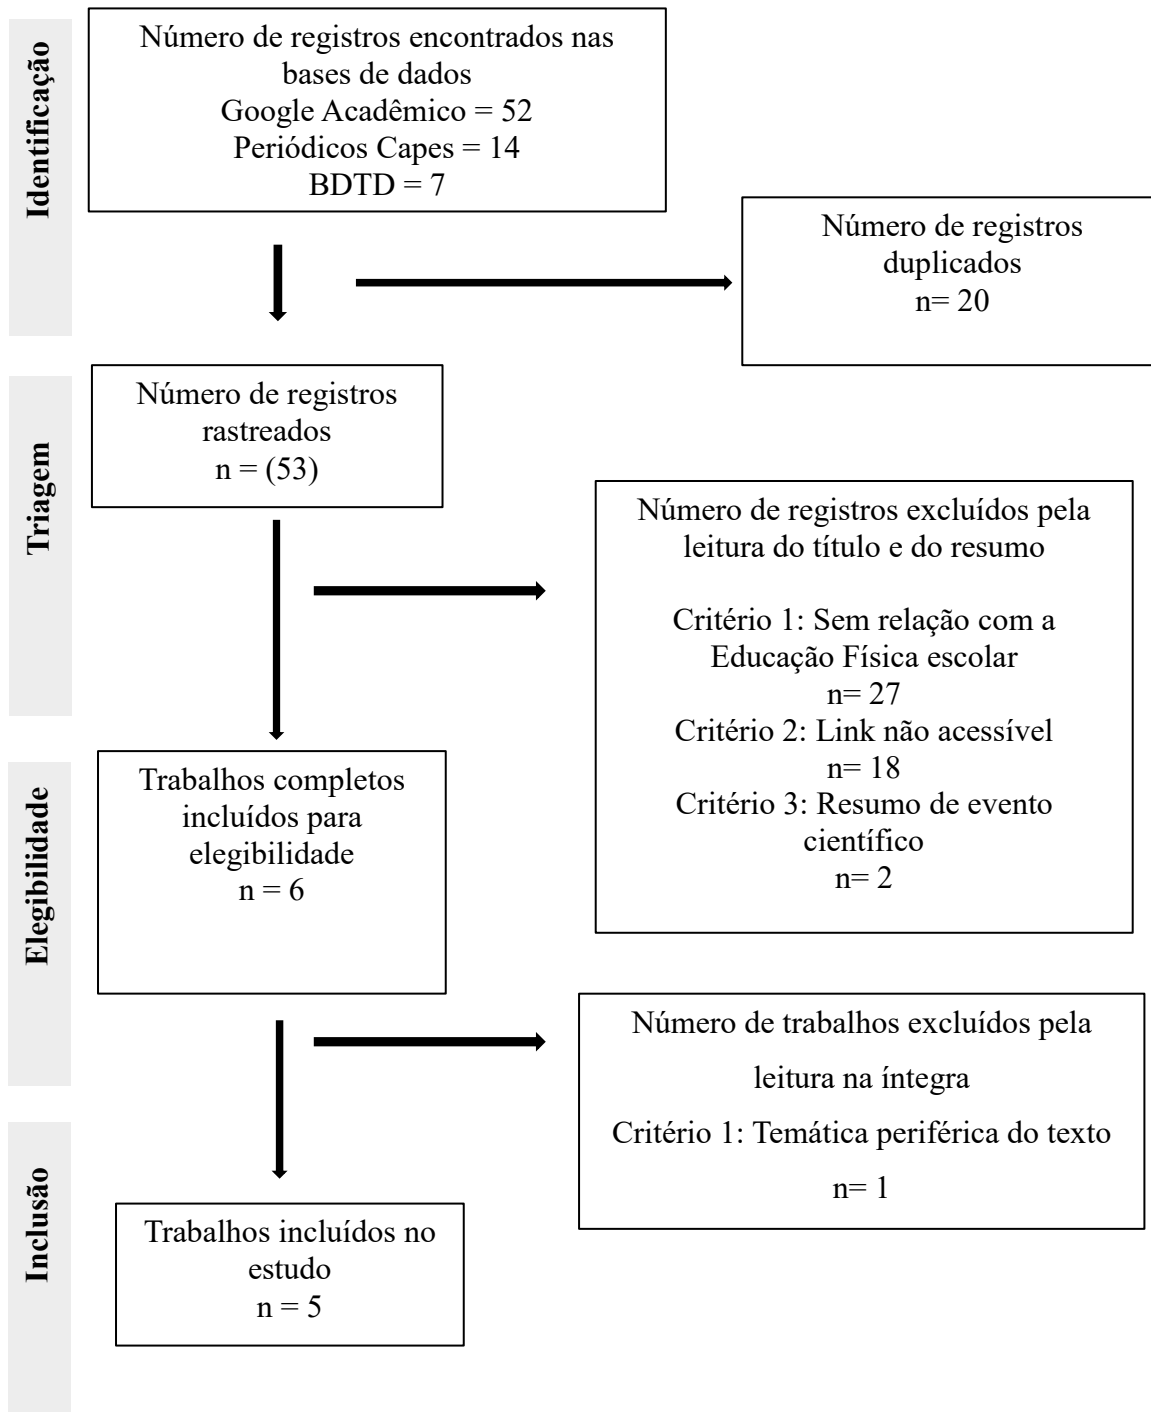 Identificação
Número de registros encontrados nas
bases de dados
Google Acadêmico = 52
Periódicos Capes = 14
BDTD = 7
Número de registros
duplicados
n= 20
Triagem
Número de registros
rastreados
n = (53)
Número de registros excluídos pela
leitura do título e do resumo
Critério 1: Sem relação com a
Educação Física escolar
n= 27
Critério 2: Link não acessível
n= 18
Critério 3: Resumo de evento
científico
n= 2
Elegibilidade
Trabalhos completos
incluídos para
elegibilidade
n = 6
Número de trabalhos excluídos pela
leitura na íntegra
Critério 1: Temática periférica do texto
n= 1
Inclusão
Trabalhos incluídos no
estudo
n = 5